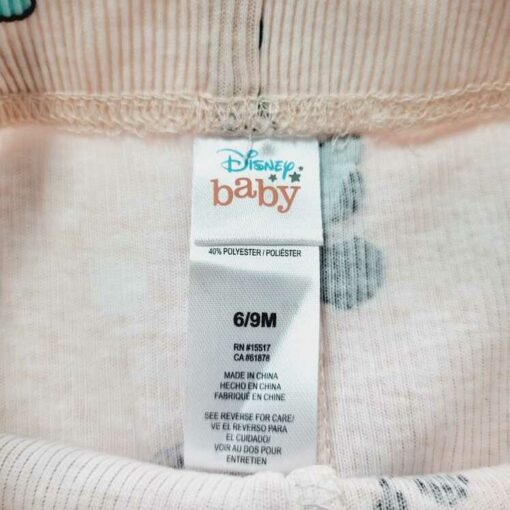 Disney
baby
40% POLYESTER / POLIÉSTER
6/9M
RN #15517
CA #61878
MADE IN CHINA
HECHO EN CHINA
FABRIQUÉ EN CHINE
SEE REVERSE FOR CARE/
VE EL REVERSO PARA
EL CUIDADO/
VOIR AU DOS POUR
ENTRETIEN